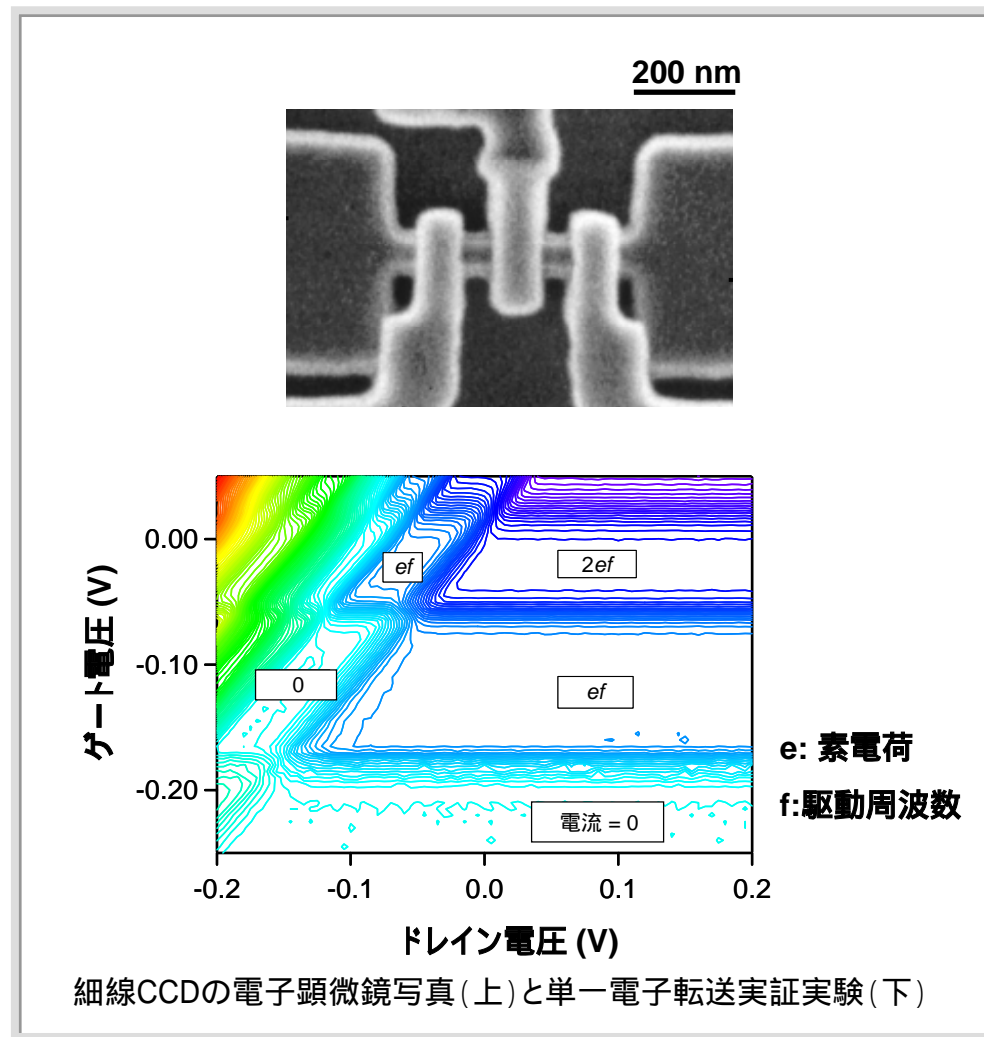 200 nm
0.00
-0.10
-0.20
ゲート電圧 (V)
ef
2ef
0
ef
電流 = 0
e: 素電荷
f:駆動周波数
-0.2
-0.1
0.0
0.1
0.2
ドレイン電圧 (V)
細線CCDの電子顕微鏡写真(上)と単一電子転送実証実験(下)